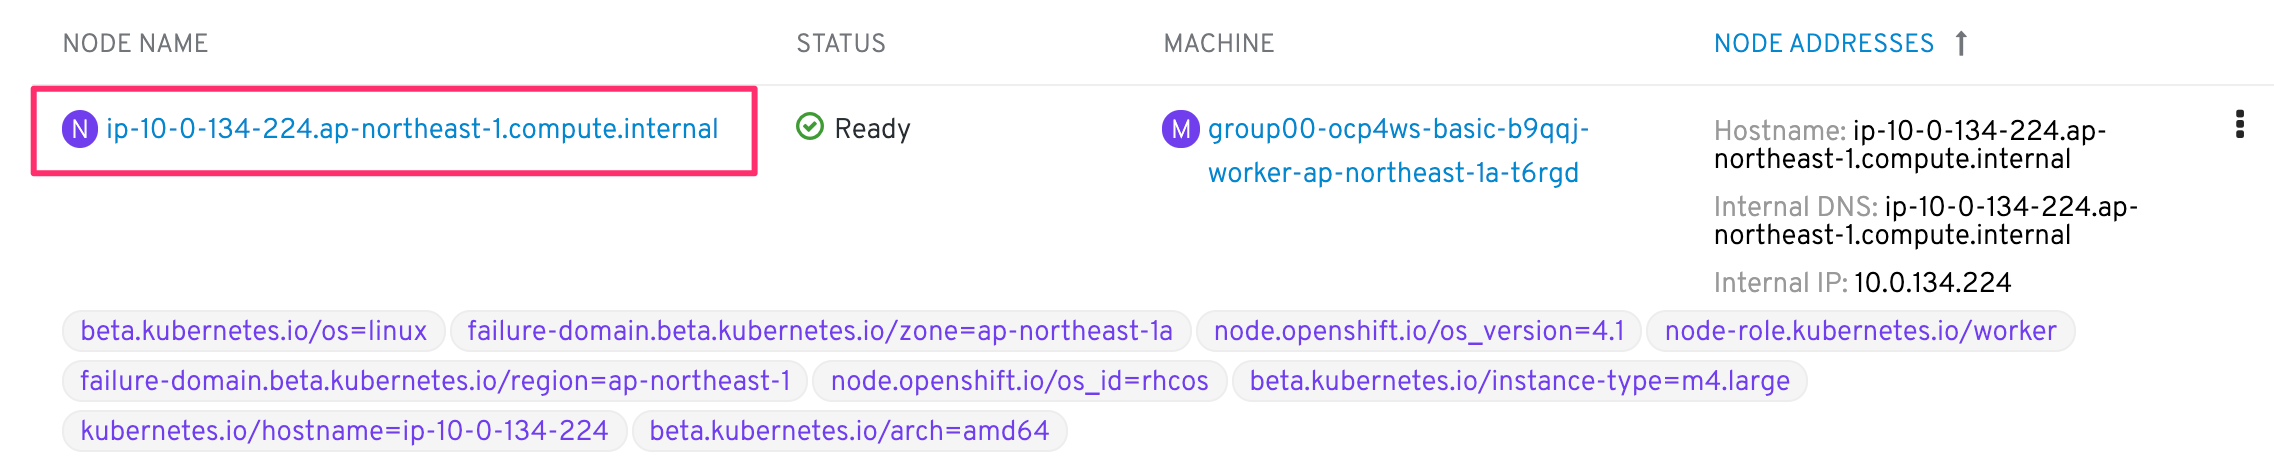 NODE NAME STATUS MACHINE NODE ADDRESSES ↑
N ip-10-0-134-224.ap-northeast-1.compute.internal
Ready
M group00-ocp4ws-basic-b9qqj-
worker-ap-northeast-1a-t6rgd
Hostname: ip-10-0-134-224.ap-
northeast-1.compute.internal
Internal DNS: ip-10-0-134-224.ap-
northeast-1.compute.internal
Internal IP: 10.0.134.224
beta.kubernetes.io/os=linux failure-domain.beta.kubernetes.io/zone=ap-northeast-1a node.openshift.io/os_version=4.1 node-role.kubernetes.io/worker
failure-domain.beta.kubernetes.io/region=ap-northeast-1 node.openshift.io/os_id=rhcos beta.kubernetes.io/instance-type=m4.large
kubernetes.io/hostname=ip-10-0-134-224 beta.kubernetes.io/arch=amd64